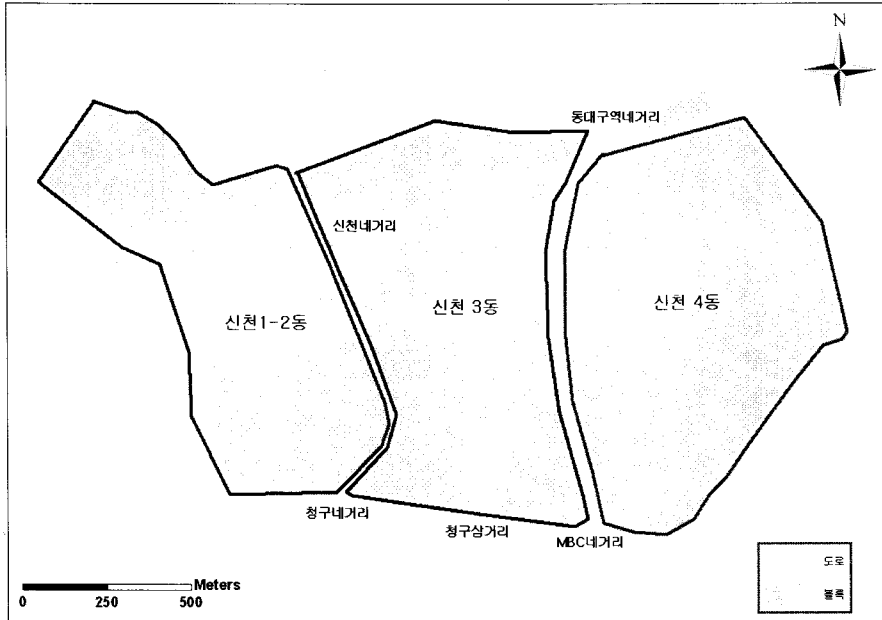 N
동대구역네거리
신천네거리
신천1-2동
신천 3동
신천 4동
청구네거리
청구삼거리
MBC네거리
도로
블록
Meters
0 250 500